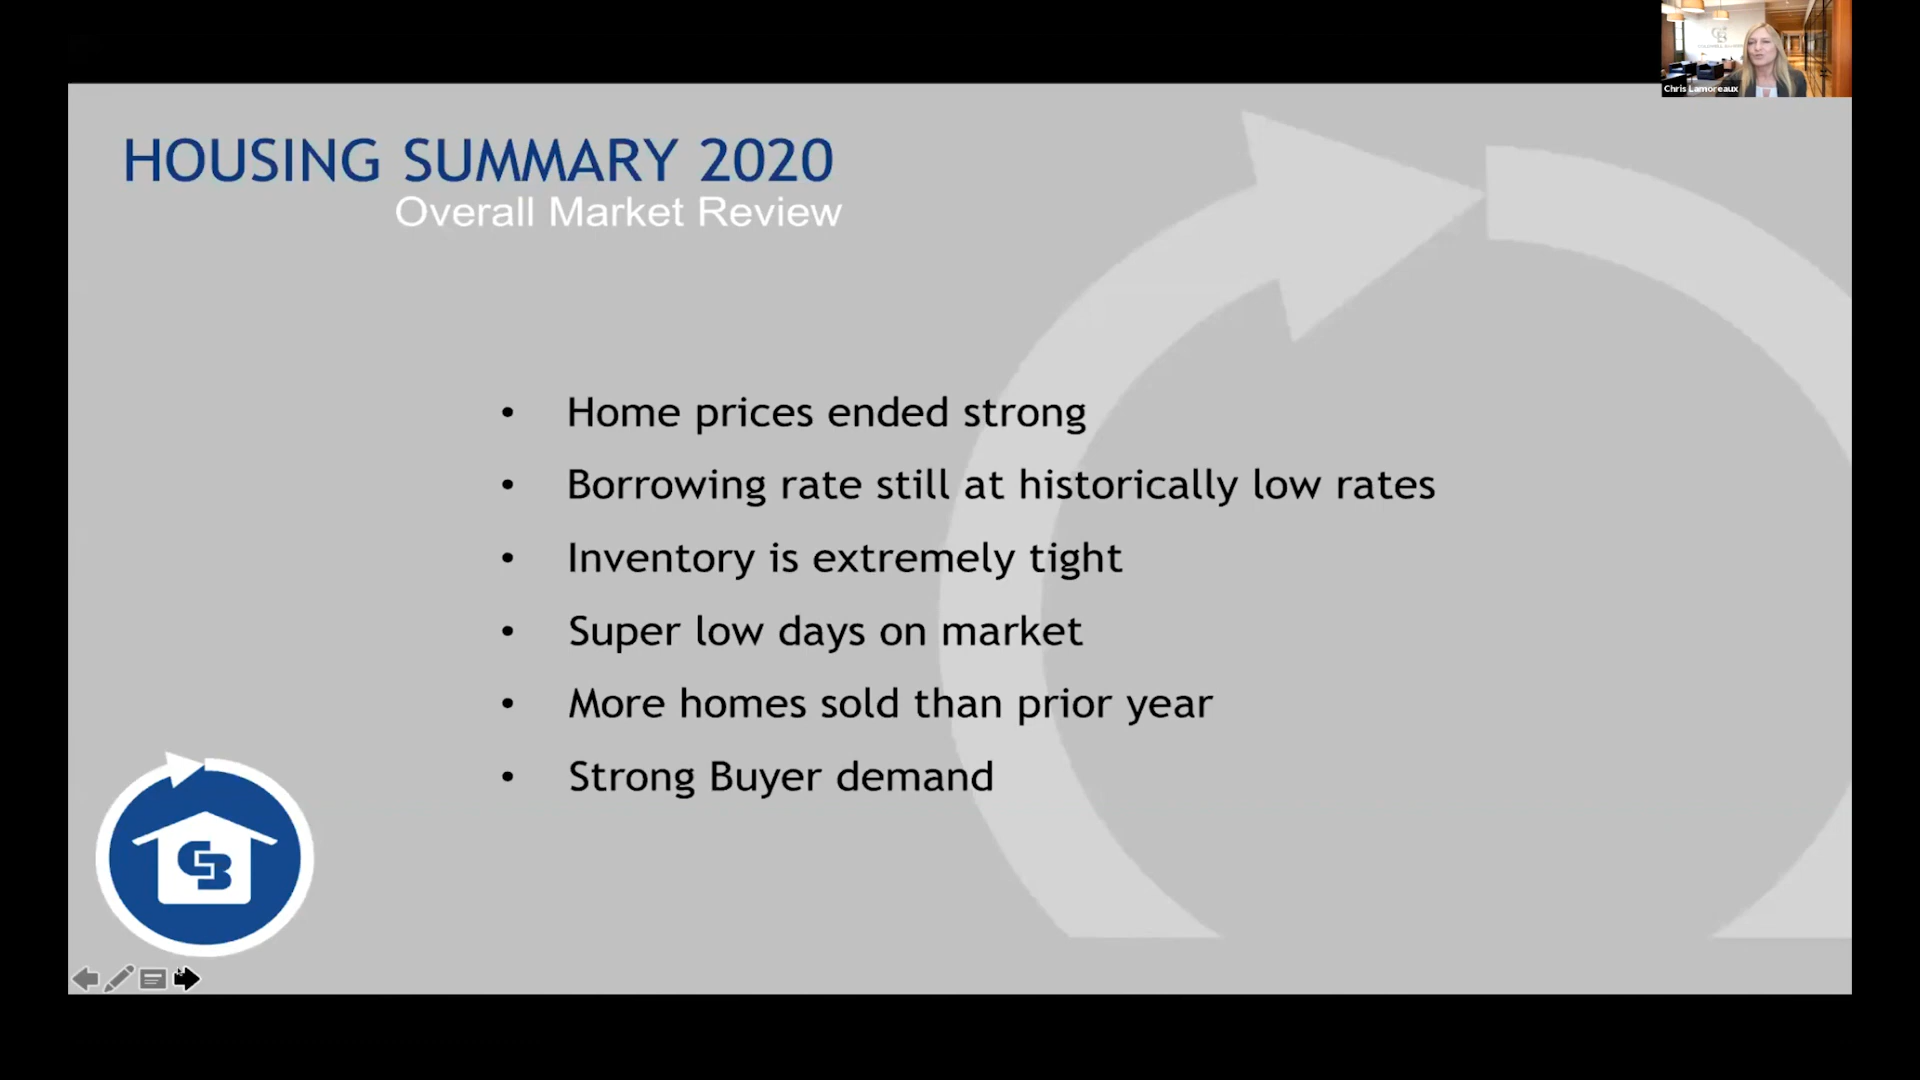 HOUSING SUMMARY 2020
Overall Market Review
Chris Lamoreaux
• Home prices ended strong
• Borrowing rate still at historically low rates
• Inventory is extremely tight
• Super low days on market
• More homes sold than prior year
• Strong Buyer demand
CB